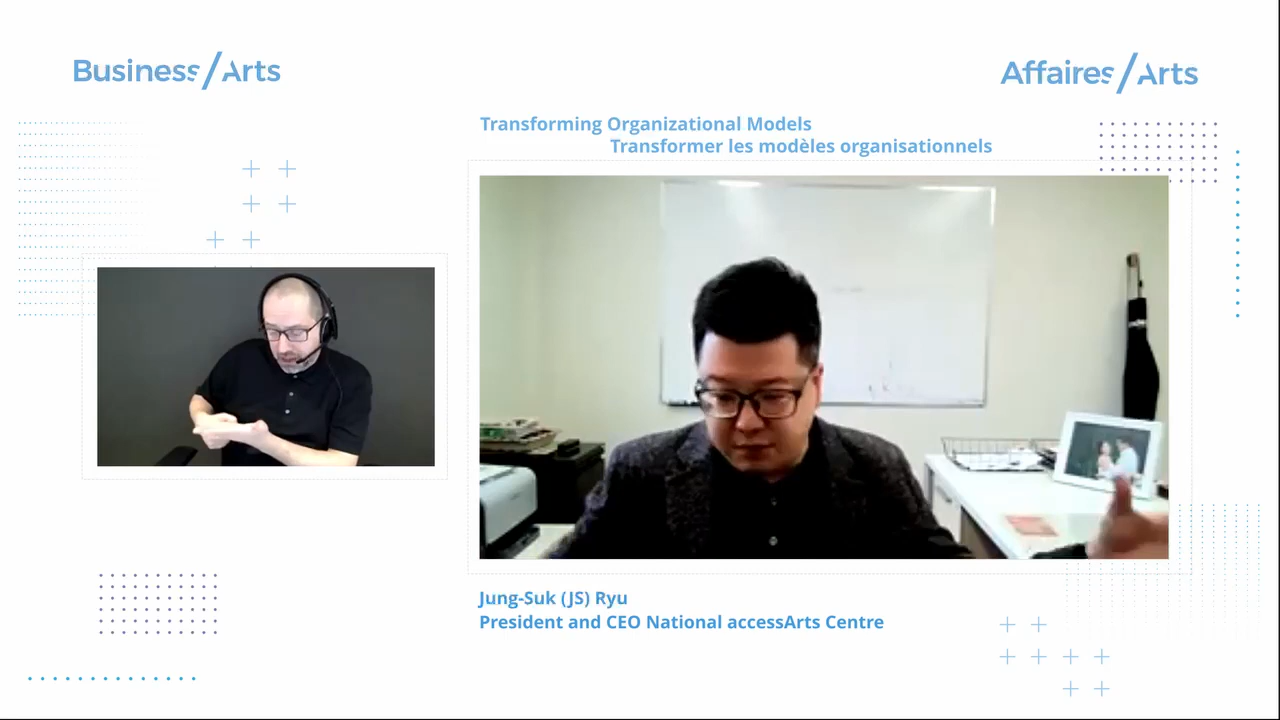 Business/Arts
Affaires/Arts
Transforming Organizational Models
Transformer les modèles organisationnels
Jung-Suk (JS) Ryu
President and CEO National accessArts Centre